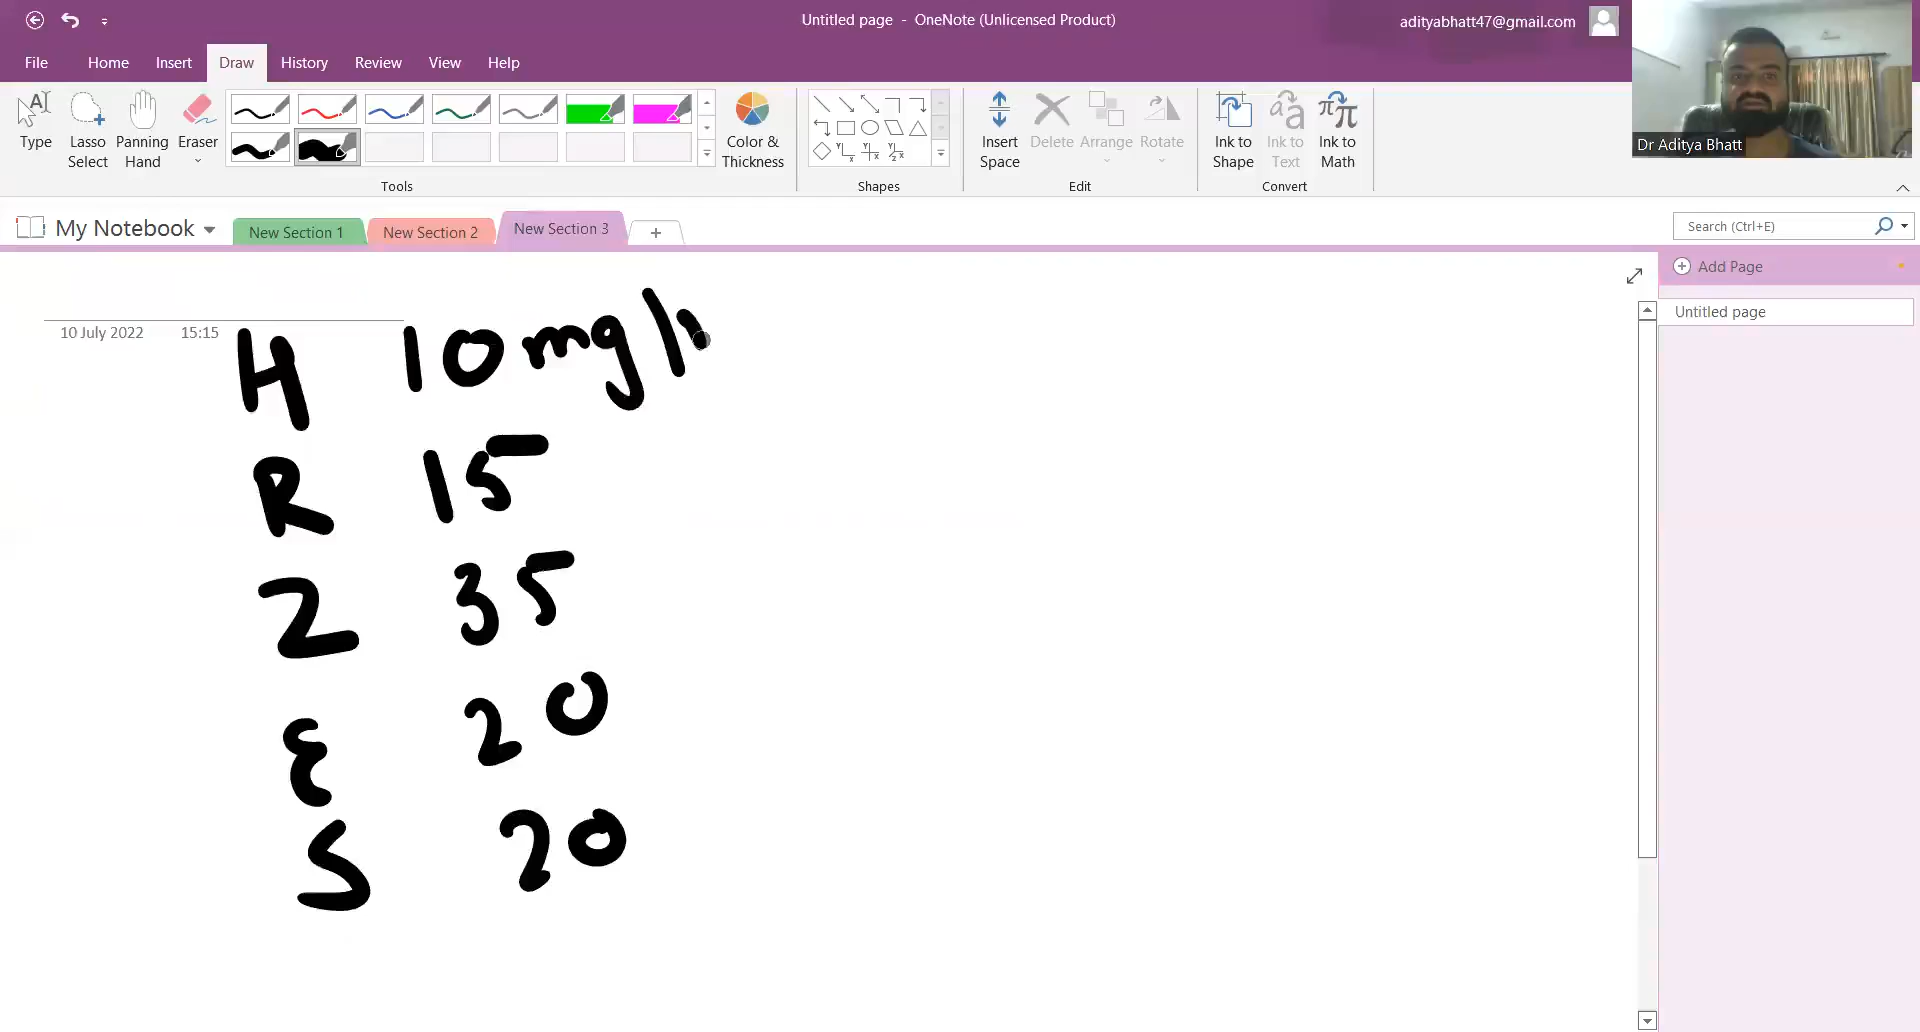 Untitled page - OneNote (Unlicensed Product)
adityabhatt47@gmail.com
File Home Insert Draw History Review View Help
Type
Lasso Select
Panning Hand
Eraser
Color & Thickness
Insert Space
Delete
Arrange
Rotate
Ink to Shape
Ink to Text
Ink to Math
Tools
Shapes
Edit
Convert
Dr Aditya Bhatt
My Notebook
New Section 1
New Section 2
New Section 3
Search (Ctrl+E)
Add Page
Untitled page
10 July 2022 15:15
H 10 mg/
R 15
Z 35
E 20
S 20